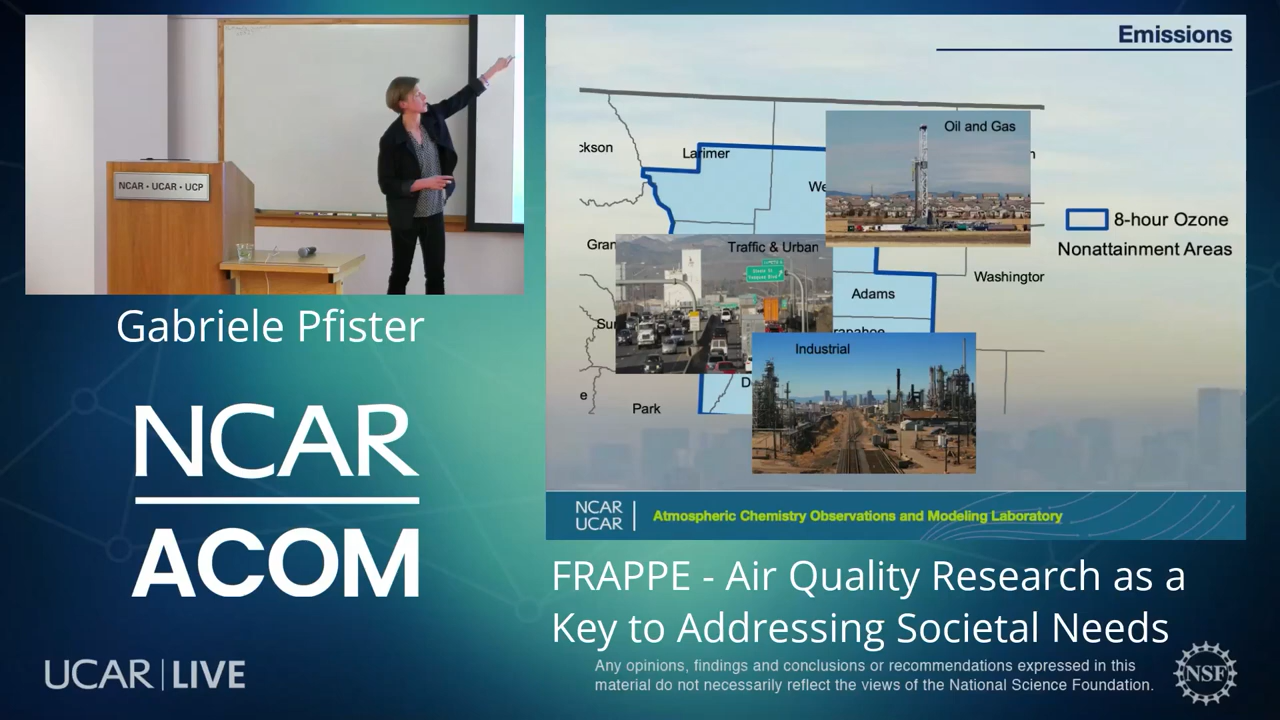 NCAR • UCAR • UCP
Gabriele Pfister
NCAR
ACOM
UCAR | LIVE
Emissions
ckson
Larimer
We
Oil and Gas
n
8-hour Ozone
Nonattainment Areas
Gran
Traffic & Urban
Washington
Adams
Su
rapahoe
Industrial
D
e
Park
NCAR
UCAR
Atmospheric Chemistry Observations and Modeling Laboratory
FRAPPE - Air Quality Research as a
Key to Addressing Societal Needs
Any opinions, findings and conclusions or recommendations expressed in this
material do not necessarily reflect the views of the National Science Foundation.
NSF